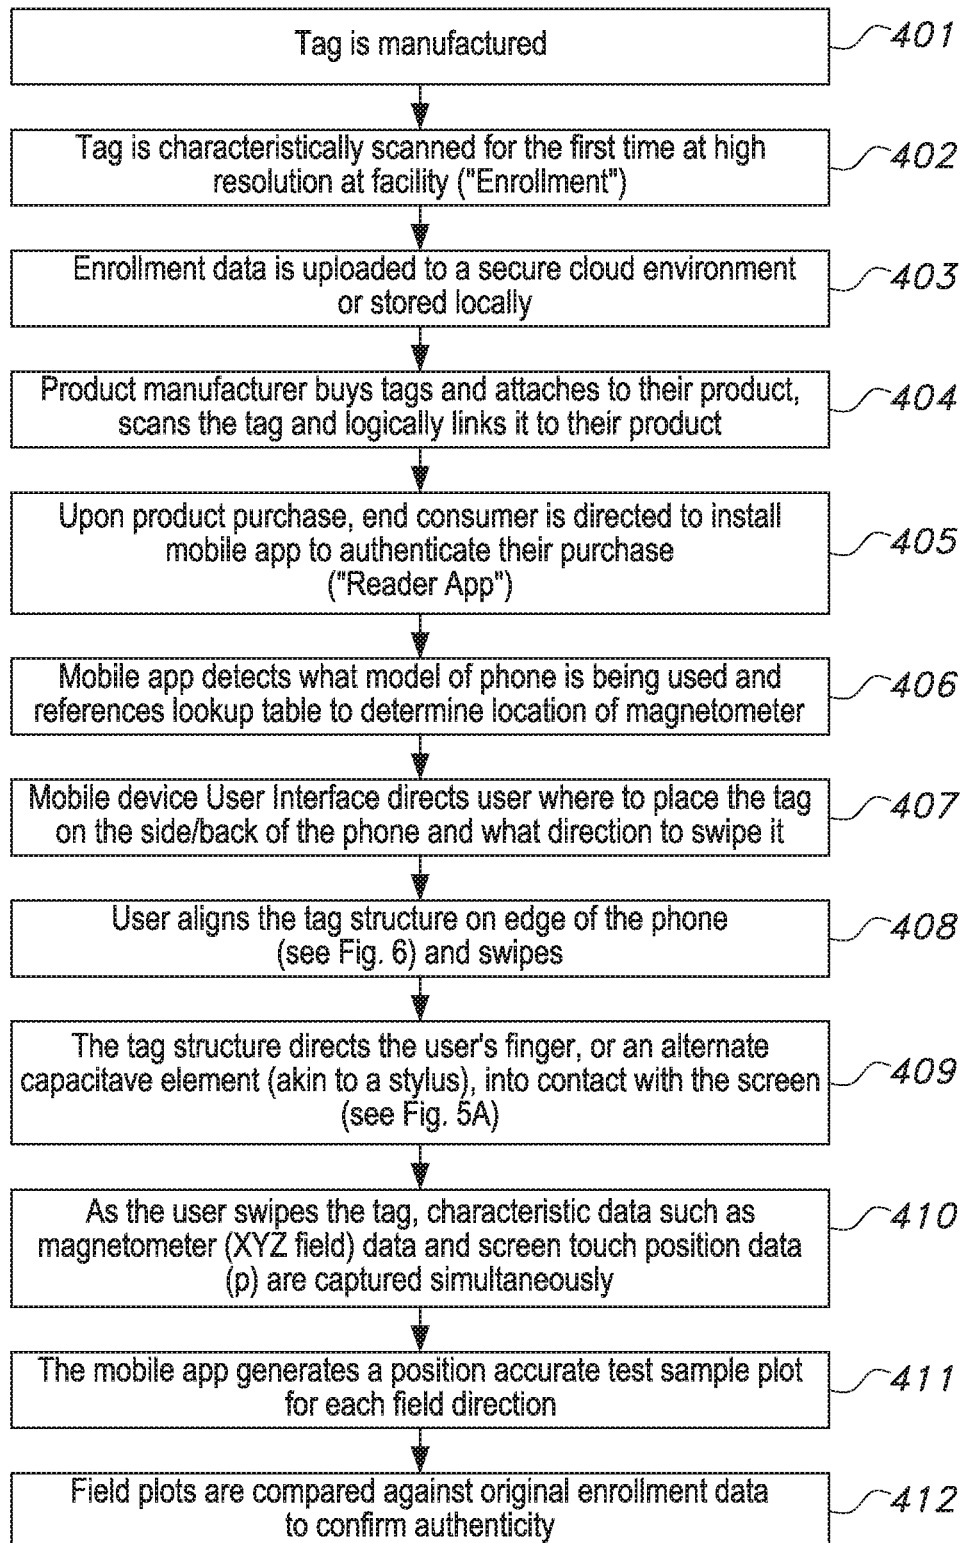 Tag is manufactured
401
Tag is characteristically scanned for the first time at high
resolution at facility ("Enrollment")
402
Enrollment data is uploaded to a secure cloud environment
or stored locally
403
Product manufacturer buys tags and attaches to their product,
scans the tag and logically links it to their product
404
Upon product purchase, end consumer is directed to install
mobile app to authenticate their purchase
("Reader App")
405
Mobile app detects what model of phone is being used and
references lookup table to determine location of magnetometer
406
Mobile device User Interface directs user where to place the tag
on the side/back of the phone and what direction to swipe it
407
User aligns the tag structure on edge of the phone
(see Fig. 6) and swipes
408
The tag structure directs the user's finger, or an alternate
capacitave element (akin to a stylus), into contact with the screen
(see Fig. 5A)
409
As the user swipes the tag, characteristic data such as
magnetometer (XYZ field) data and screen touch position data
(p) are captured simultaneously
410
The mobile app generates a position accurate test sample plot
for each field direction
411
Field plots are compared against original enrollment data
to confirm authenticity
412